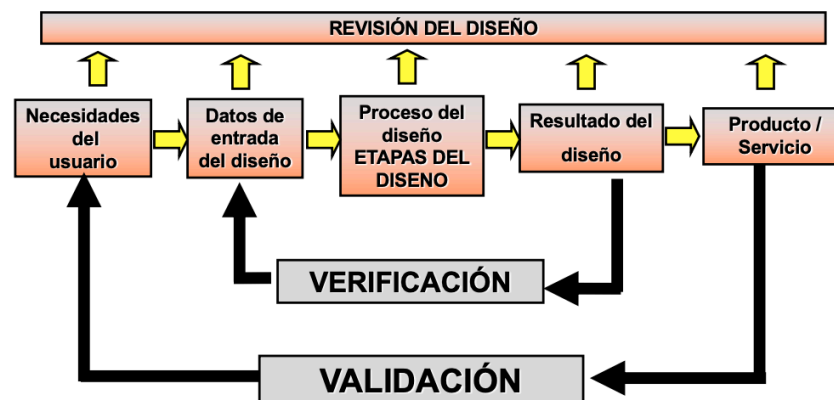 REVISIÓN DEL DISEÑO
Necesidades
del
usuario
Datos de
entrada
del diseño
Proceso del
diseño
ETAPAS DEL
DISENO
Resultado del
diseño
Producto /
Servicio
VERIFICACIÓN
VALIDACIÓN